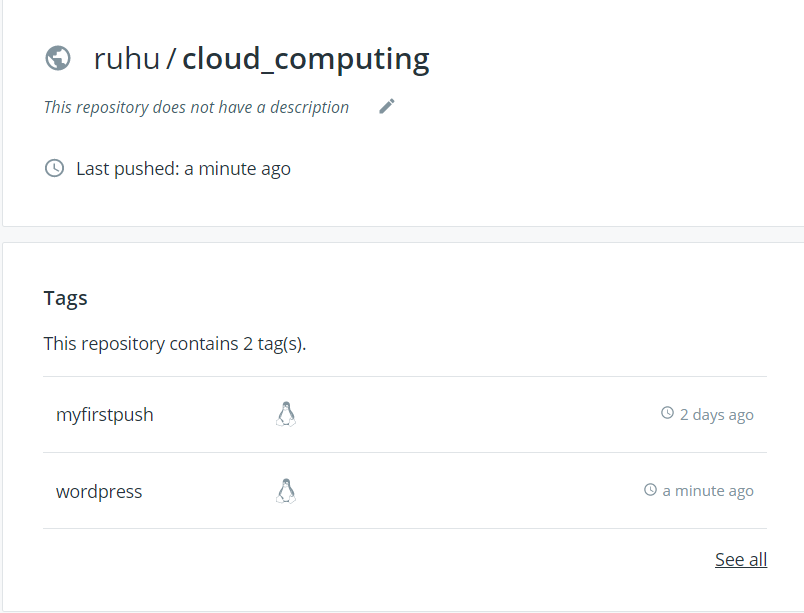 ruhu / cloud_computing
This repository does not have a description
Last pushed: a minute ago
Tags
This repository contains 2 tag(s).
myfirstpush 2 days ago
wordpress a minute ago
See all